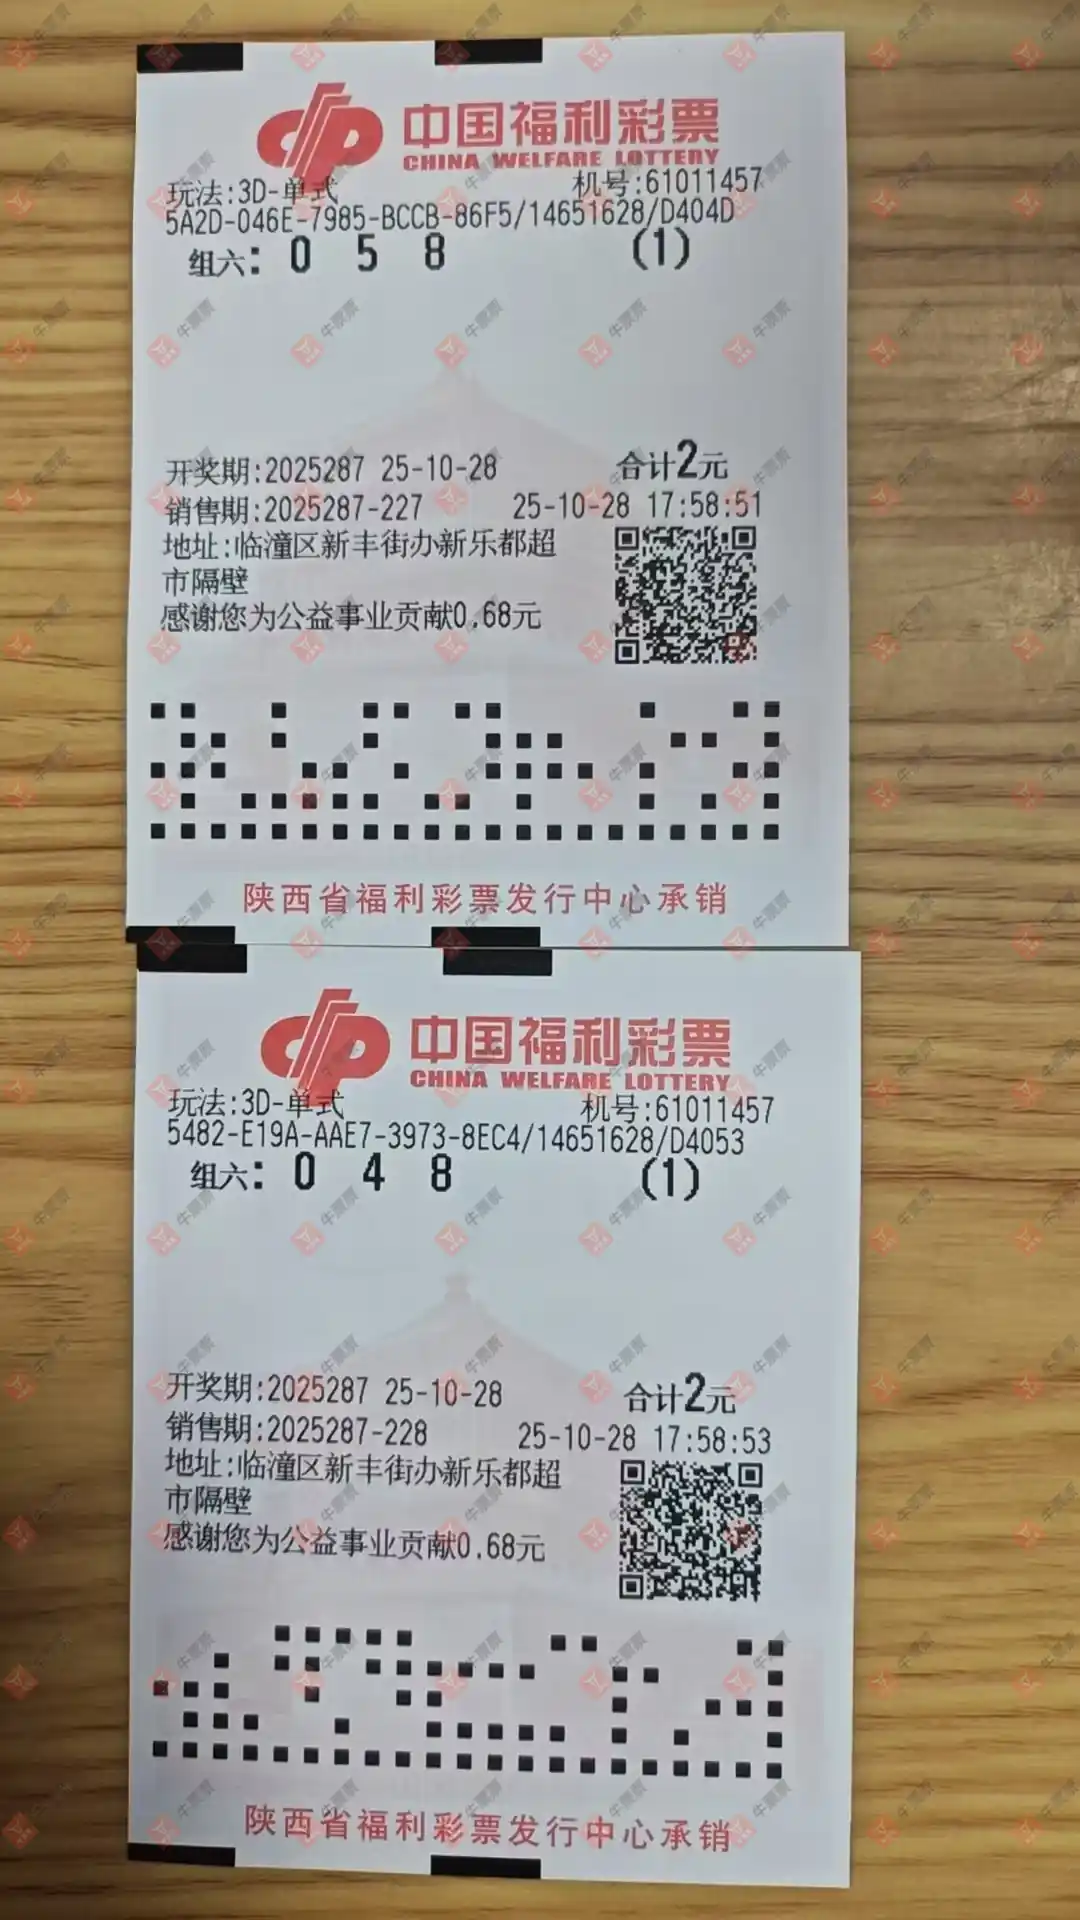 中国福利彩票
CHINA WELFARE LOTTERY
玩法:3D-单式 机号:61011457
5A2D-046E-7985-BCCB-86F5/14651628/D404D
组六: 0 5 8 (1)
开奖期:2025287 25-10-28 合计2元
销售期:2025287-227 25-10-28 17:58:51
地址:临潼区新丰街办新乐都超
市隔壁
感谢您为公益事业贡献0.68元
陕西省福利彩票发行中心承销
中国福利彩票
CHINA WELFARE LOTTERY
玩法:3D-单式 机号:61011457
5482-E19A-AAE7-3973-8EC4/14651628/D4053
组六: 0 4 8 (1)
开奖期:2025287 25-10-28 合计2元
销售期:2025287-228 25-10-28 17:58:53
地址:临潼区新丰街办新乐都超
市隔壁
感谢您为公益事业贡献0.68元
陕西省福利彩票发行中心承销